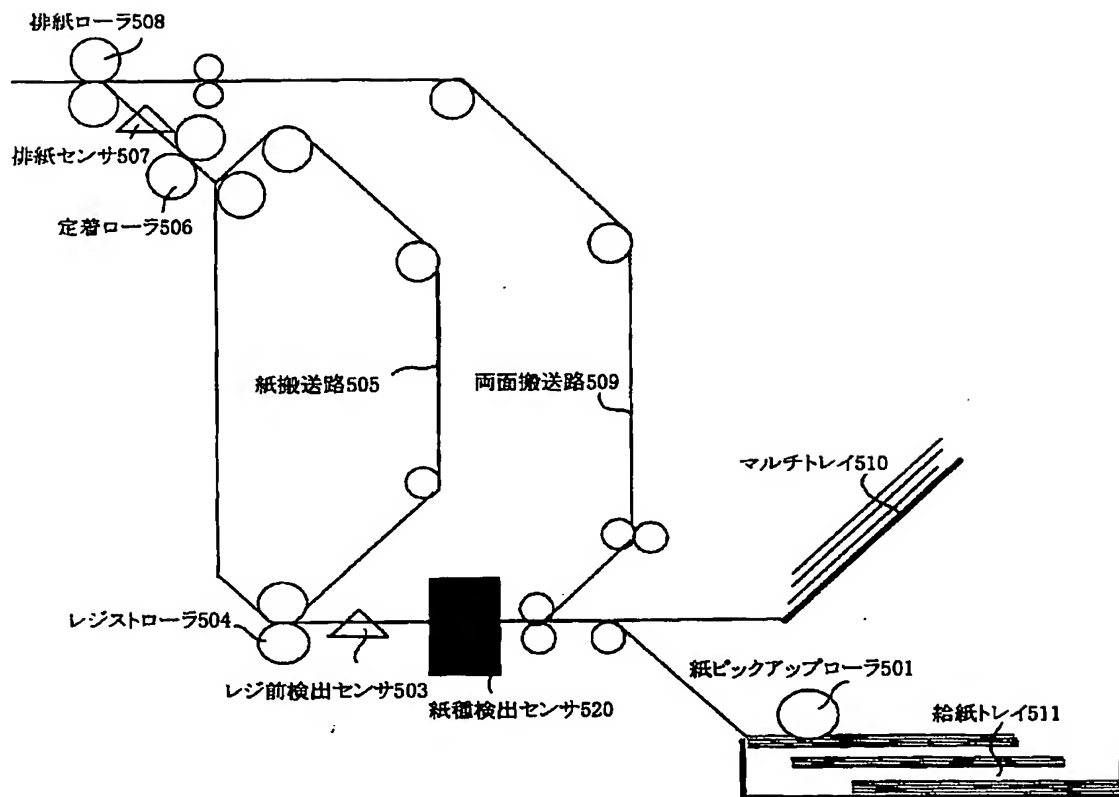 排紙ローラ508
排紙センサ507
定着ローラ506
紙搬送路505
両面搬送路509
マルチトレイ510
レジストローラ504
レジ前検出センサ503
紙種検出センサ520
紙ピックアップローラ501
給紙トレイ511